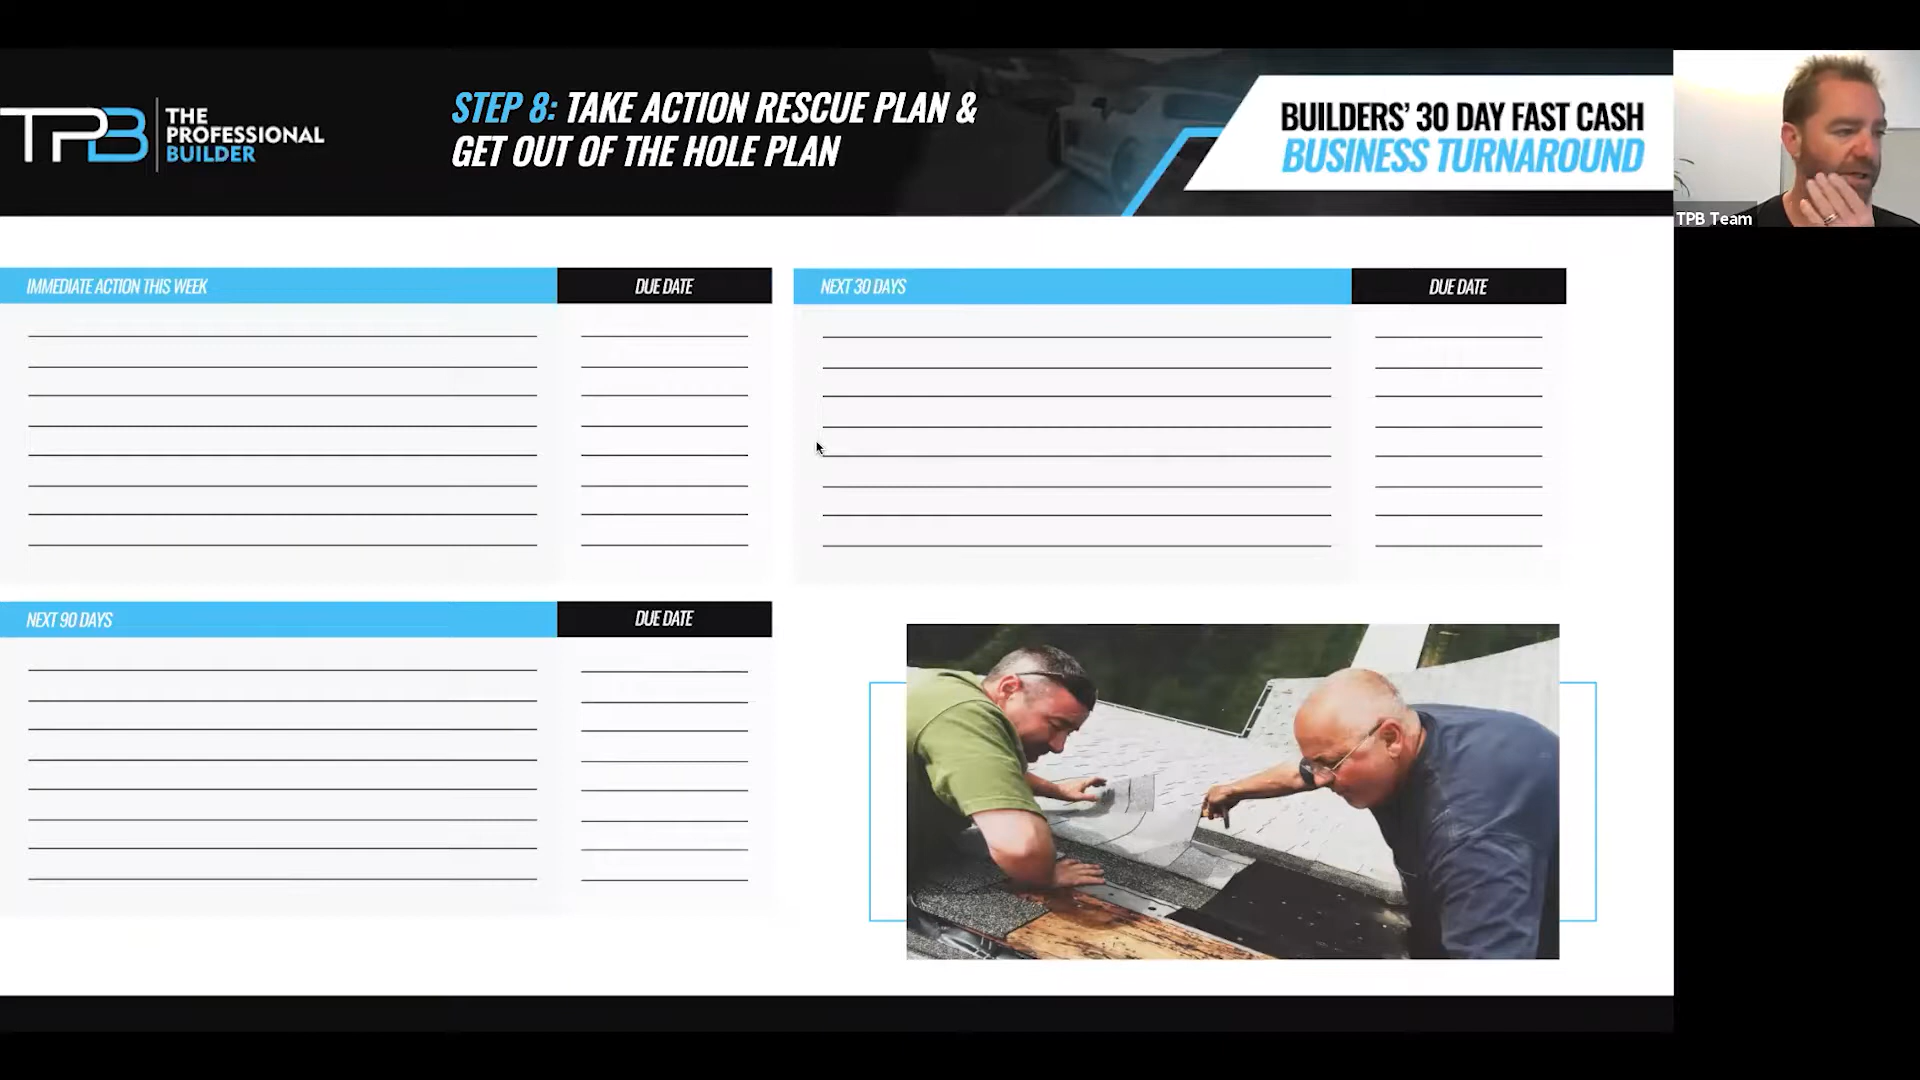 TPB
THE
PROFESSIONAL
BUILDER
STEP 8: TAKE ACTION RESCUE PLAN &
GET OUT OF THE HOLE PLAN
BUILDERS' 30 DAY FAST CASH
BUSINESS TURNAROUND
TPB Team
IMMEDIATE ACTION THIS WEEK
DUE DATE
NEXT 30 DAYS
DUE DATE
NEXT 90 DAYS
DUE DATE